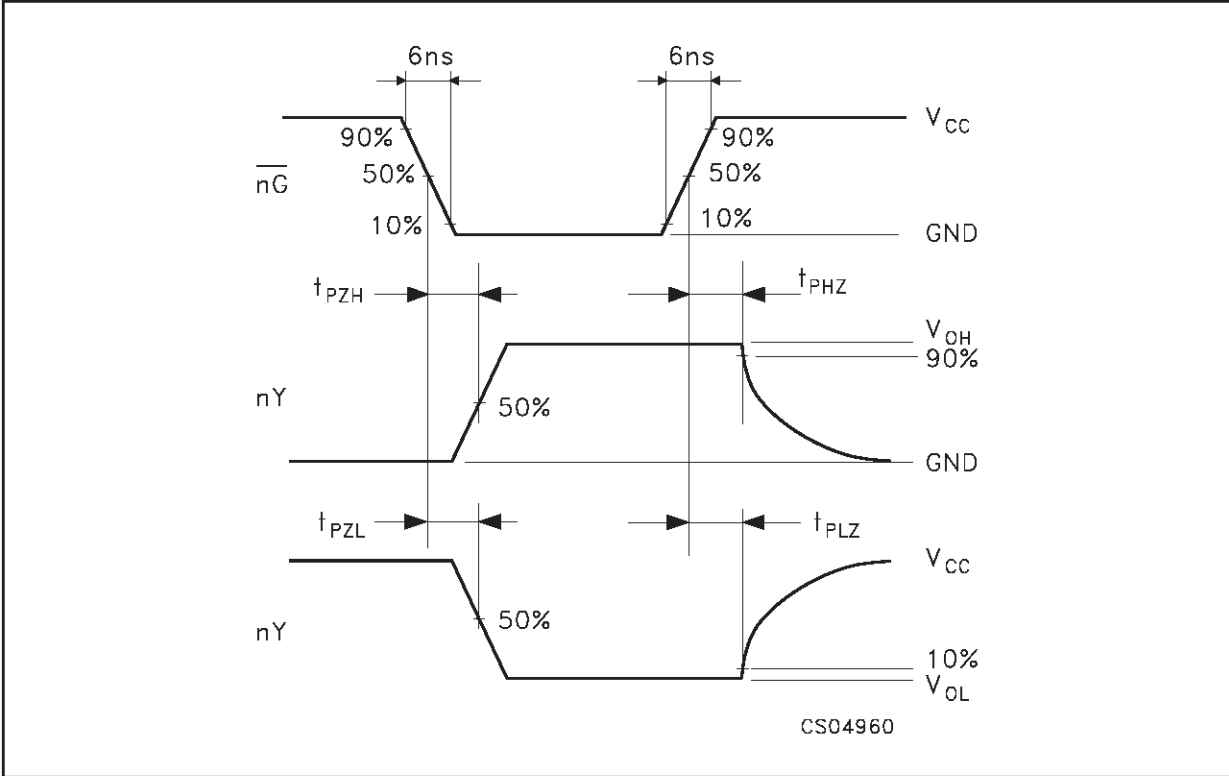 6ns 6ns
V_CC
90% 90%
n̅G̅ 50% 50%
10% 10%
GND
t_PZH t_PHZ
V_OH
90%
nY 50%
GND
t_PZL t_PLZ
V_CC
50%
nY
10%
V_OL
CS04960